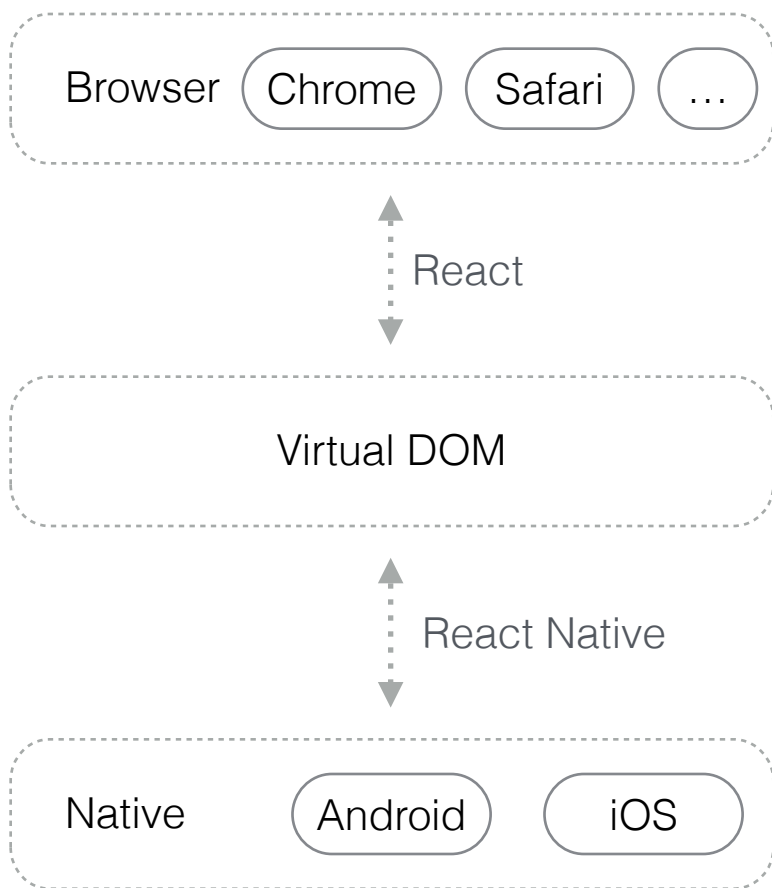 Browser Chrome Safari ...
React
Virtual DOM
React Native
Native Android iOS